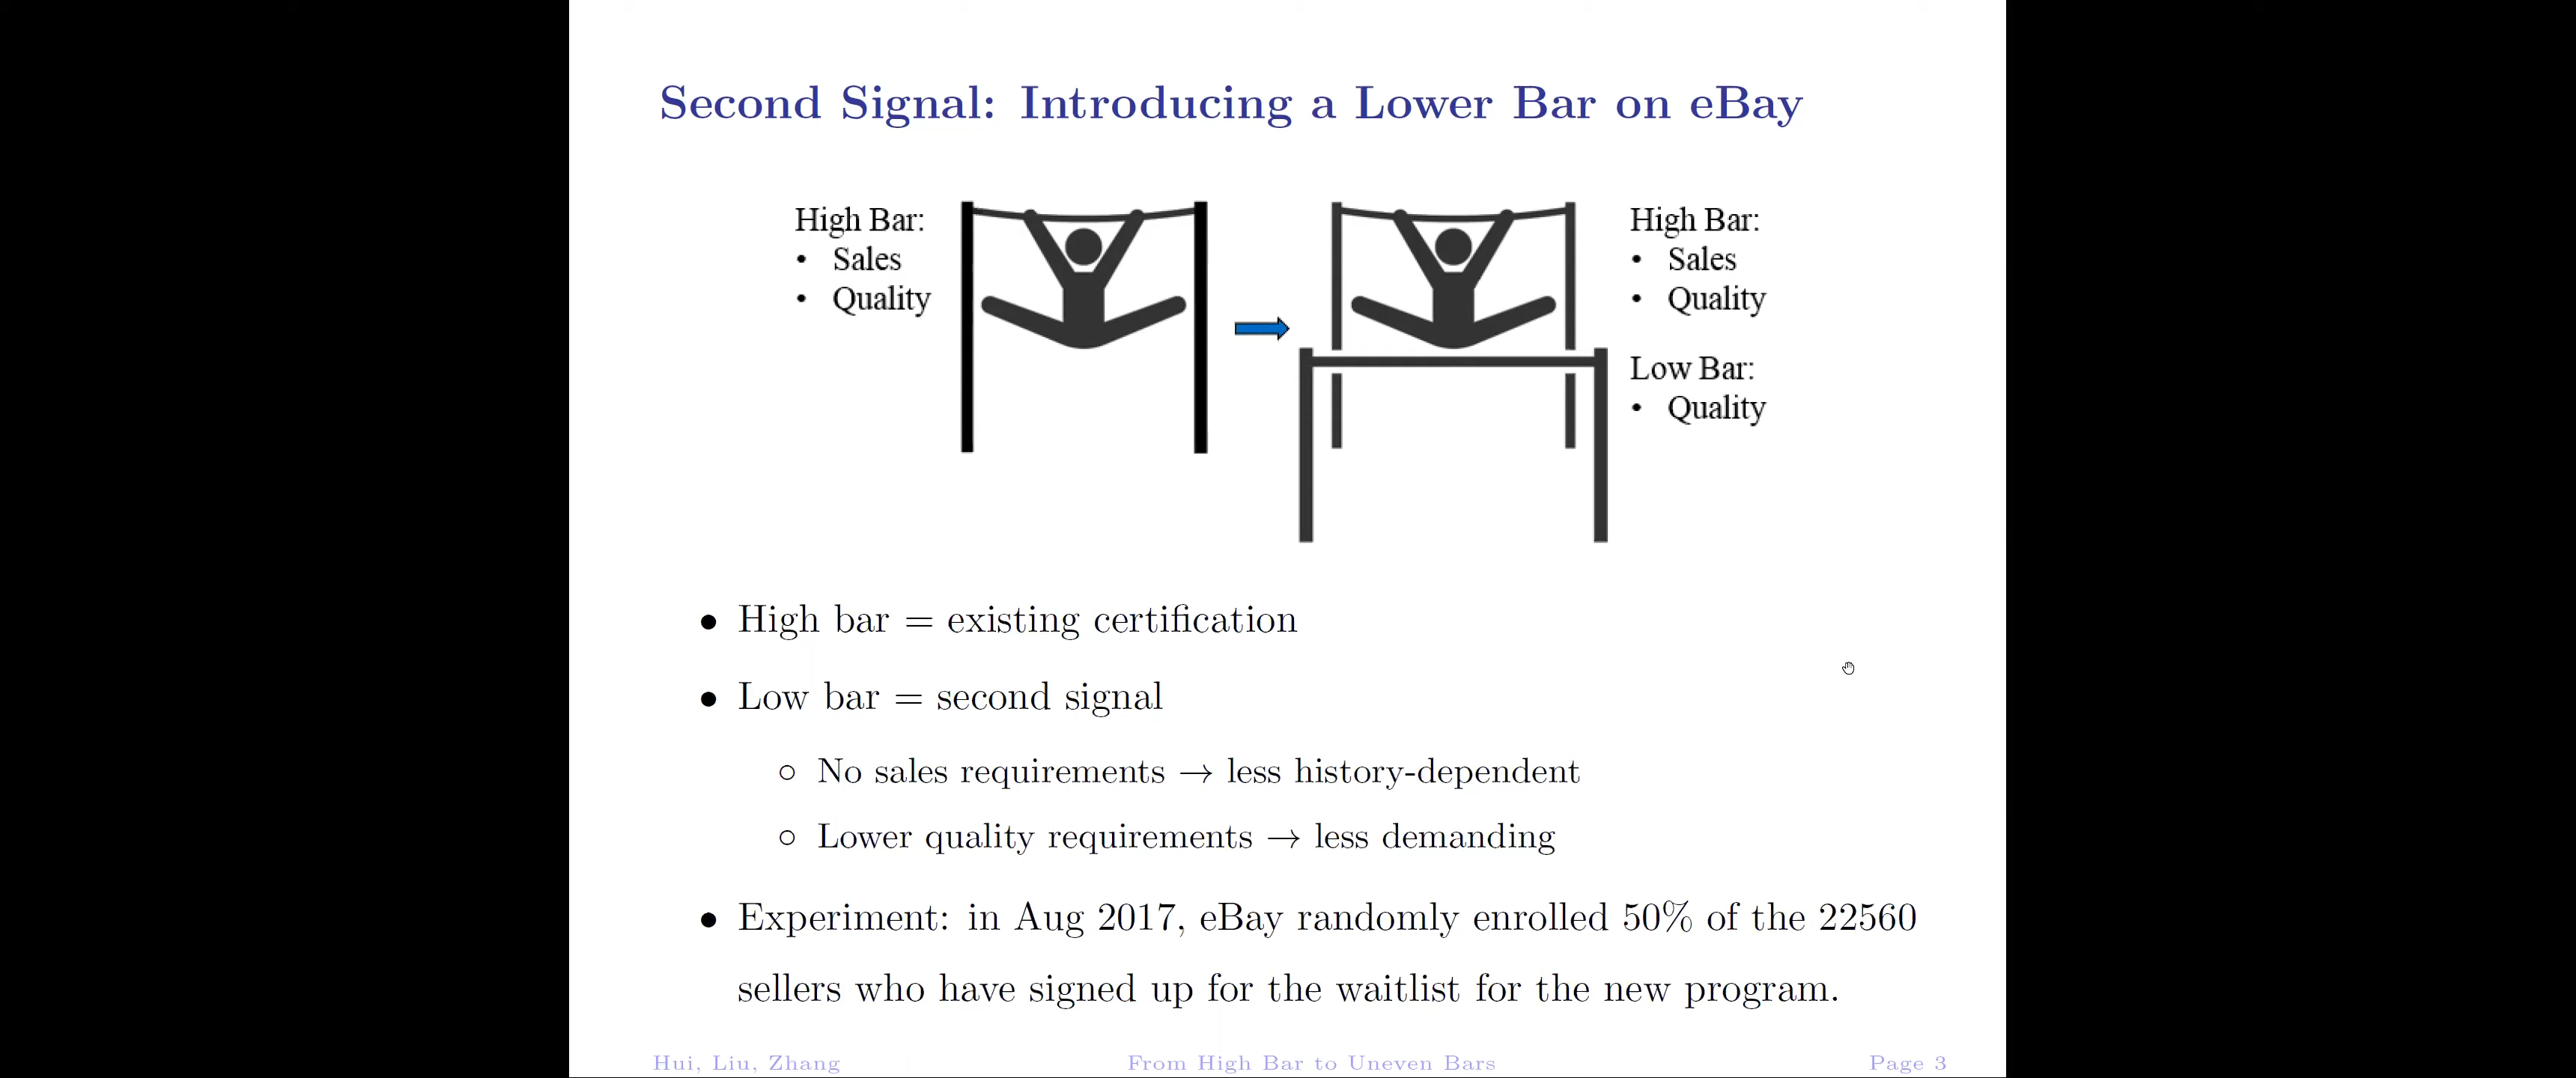 Second Signal: Introducing a Lower Bar on eBay
High Bar:
• Sales
• Quality
High Bar:
• Sales
• Quality
Low Bar:
• Quality
• High bar = existing certification
• Low bar = second signal
○ No sales requirements → less history-dependent
○ Lower quality requirements → less demanding
• Experiment: in Aug 2017, eBay randomly enrolled 50% of the 22560
sellers who have signed up for the waitlist for the new program.
Hui, Liu, Zhang
From High Bar to Uneven Bars
Page 3